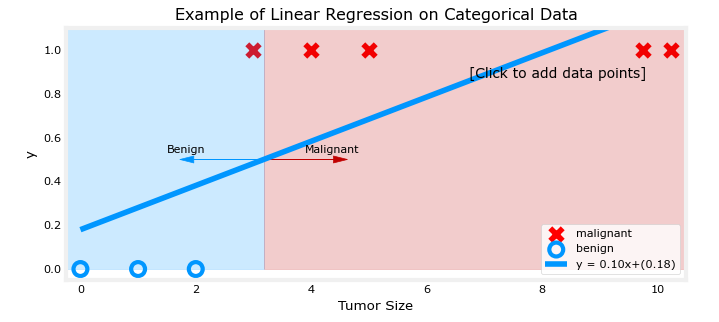 Example of Linear Regression on Categorical Data
1.0
[Click to add data points]
0.8
0.6
Benign
Malignant
y
0.4
0.2
malignant
benign
y = 0.10x+(0.18)
0.0
0 2 4 6 8 10
Tumor Size